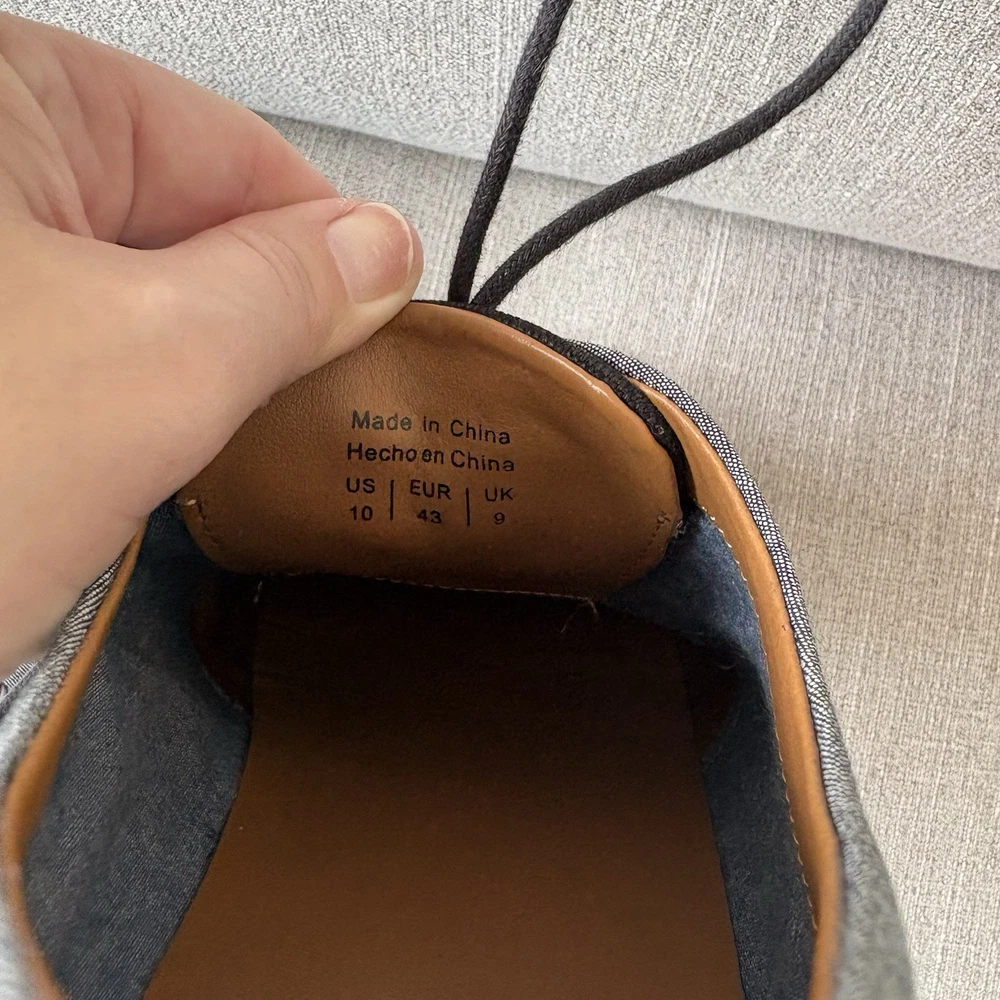 Made in China
Hecho en China
US | EUR | UK
10 | 43 | 9